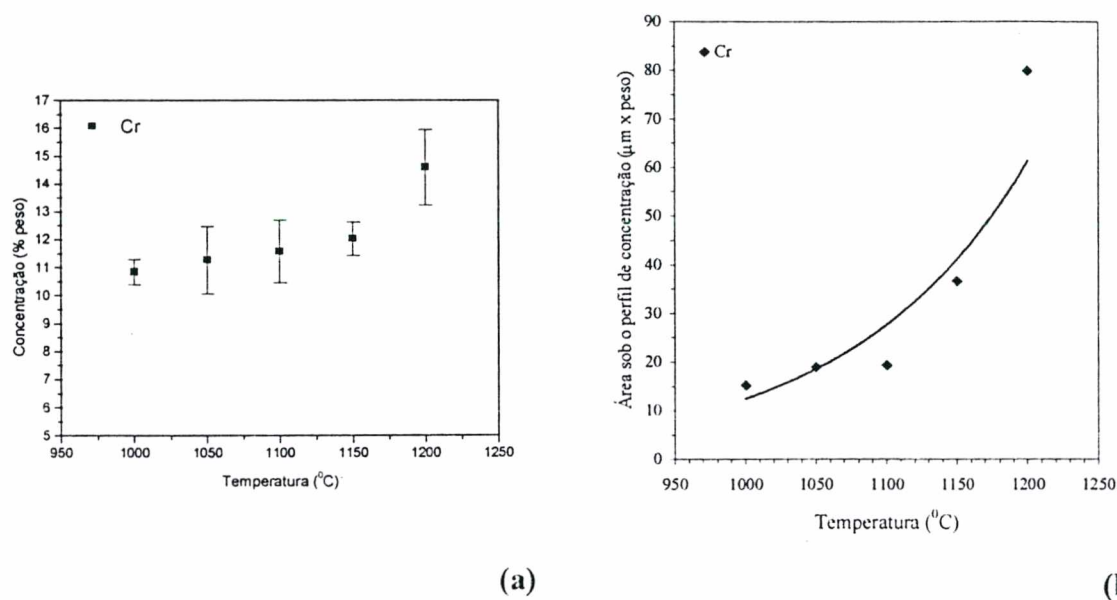 17
16
15
14
13
12
11
10
9
8
7
6
5
Concentração (% peso)
Cr
950 1000 1050 1100 1150 1200 1250
Temperatura (⁰C)
(a)
90
80
70
60
50
40
30
20
10
0
Área sob o perfil de concentração (µm x peso)
Cr
950 1000 1050 1100 1150 1200 1250
Temperatura (⁰C)